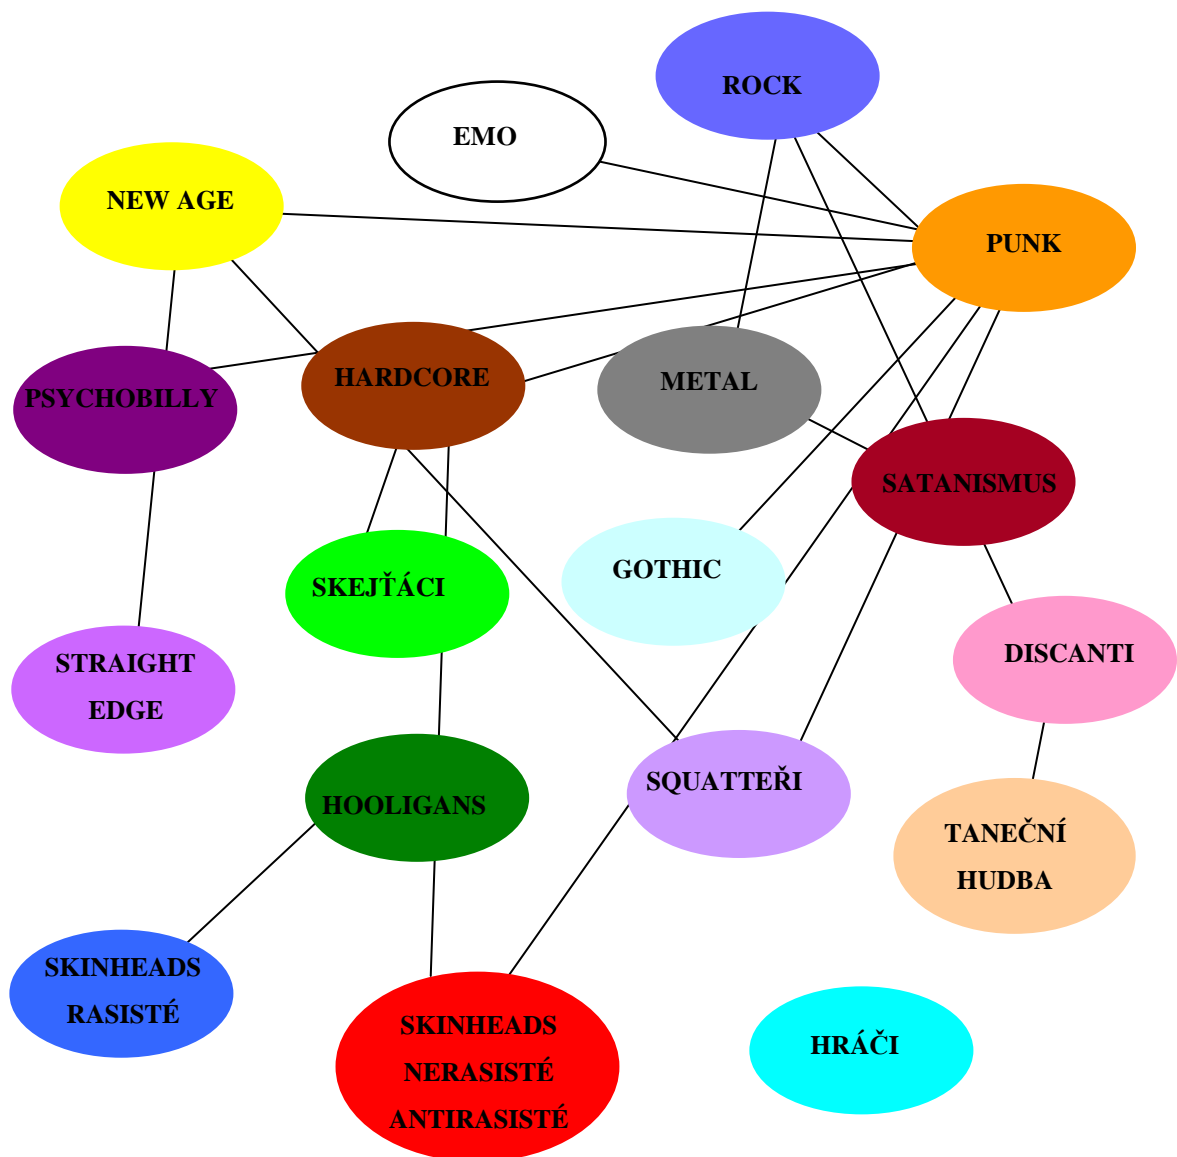 ROCK
EMO
NEW AGE
PUNK
HARDCORE
METAL
PSYCHOBILLY
SATANISMUS
GOTHIC
SKEJŤÁCI
STRAIGHT
EDGE
DISCANTI
SQUATTEŘI
HOOLIGANS
TANEČNÍ
HUDBA
SKINHEADS
RASISTÉ
SKINHEADS
NERASISTÉ
ANTIRASISTÉ
HRÁČI